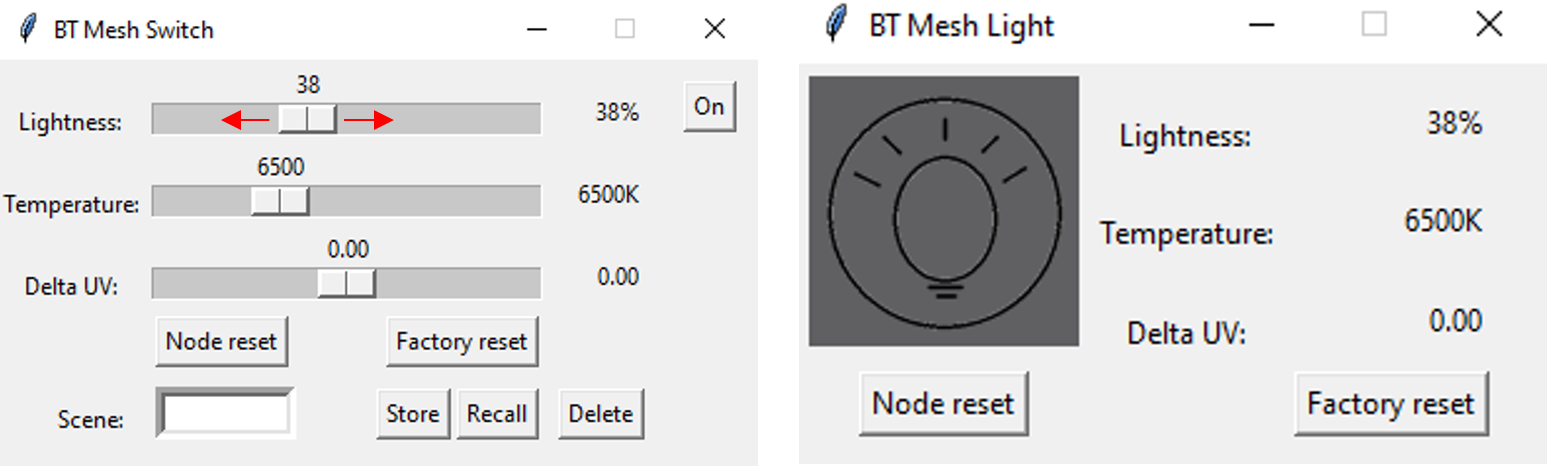 BT Mesh Switch
38
Lightness: 38% On
6500
Temperature: 6500K
0.00
Delta UV: 0.00
Node reset Factory reset
Scene: Store Recall Delete
BT Mesh Light
Lightness: 38%
Temperature: 6500K
Delta UV: 0.00
Node reset Factory reset